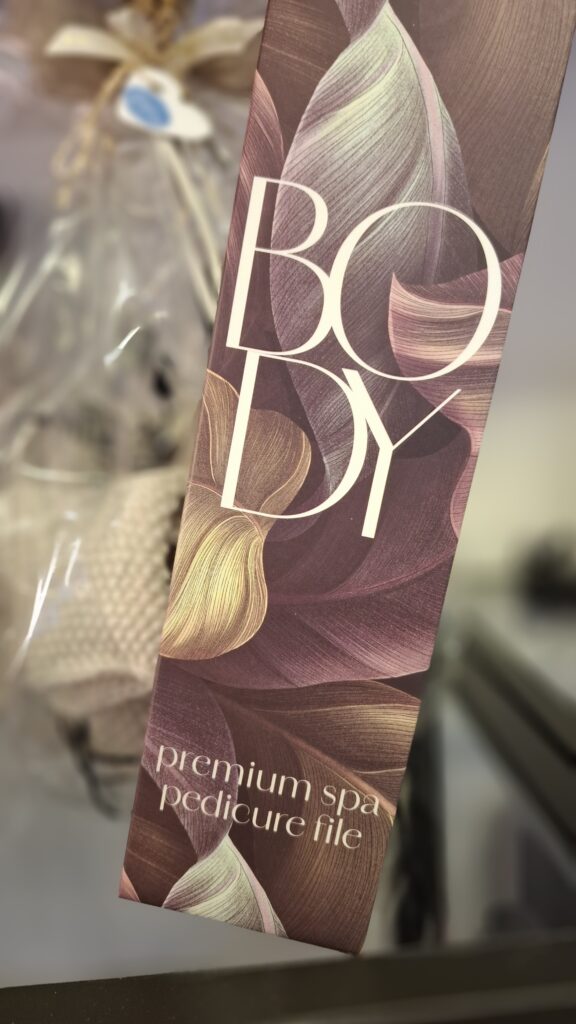 BO
DY
premium spa
pedicure file